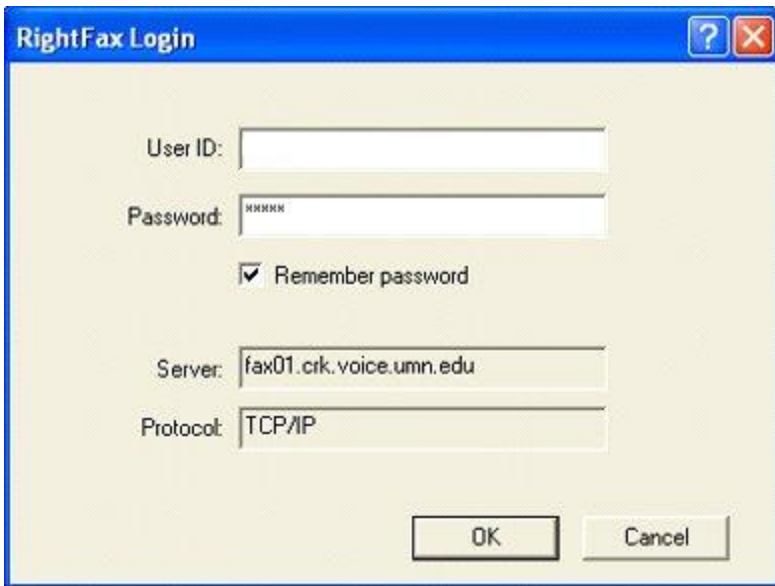 RightFax Login
User ID:
Password: *****
Remember password
Server: fax01.crk.voice.umn.edu
Protocol: TCP/IP
OK Cancel